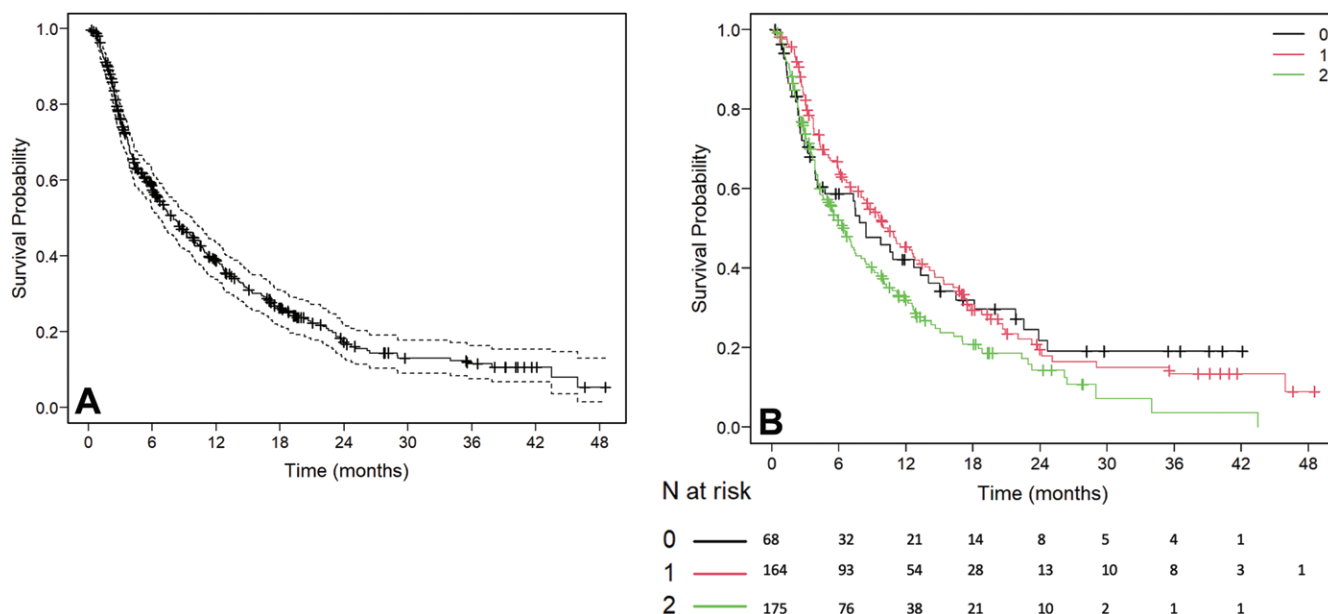 1.0
0.8
0.6
0.4
0.2
0.0
Survival Probability
A
0 6 12 18 24 30 36 42 48
Time (months)
1.0
0.8
0.6
0.4
0.2
0.0
Survival Probability
0
1
2
B
0 6 12 18 24 30 36 42 48
Time (months)
N at risk
0 68 32 21 14 8 5 4 1
1 164 93 54 28 13 10 8 3 1
2 175 76 38 21 10 2 1 1